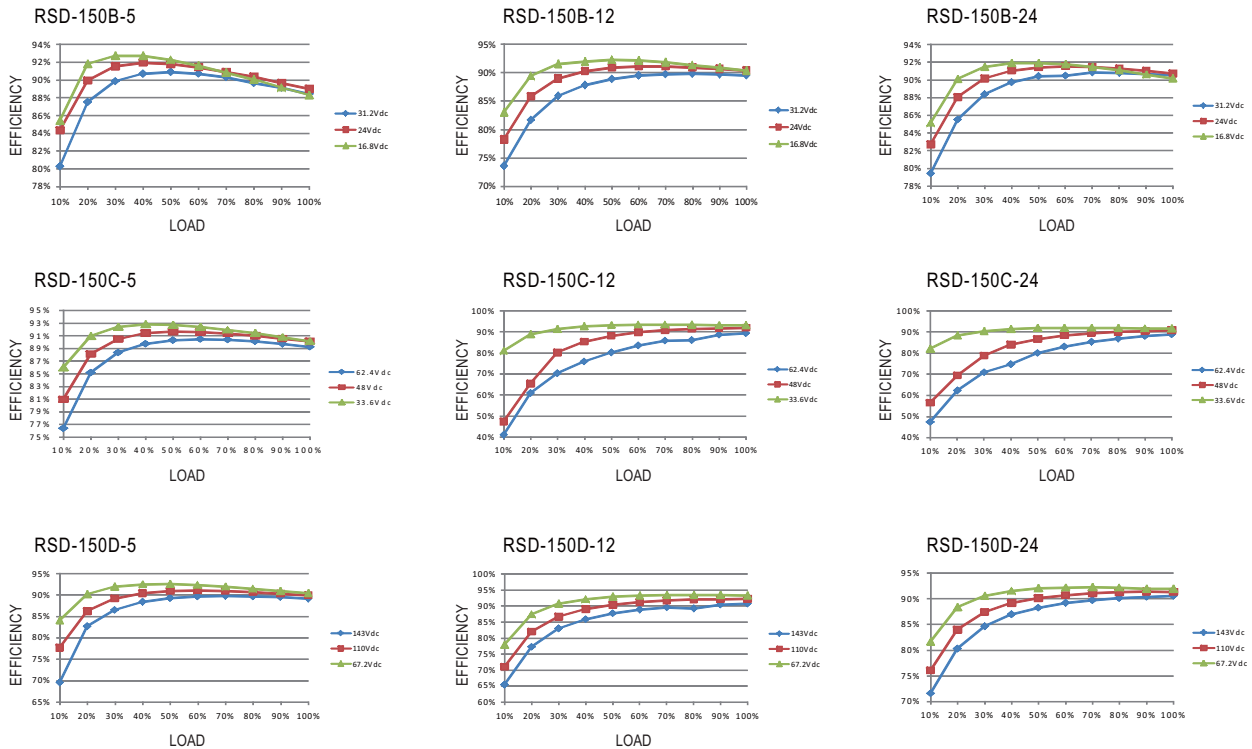 RSD-150B-5
EFFICIENCY
94%
92%
90%
88%
86%
84%
82%
80%
78%
10% 20% 30% 40% 50% 60% 70% 80% 90% 100%
LOAD
31.2Vdc
24Vdc
16.8Vdc
RSD-150B-12
EFFICIENCY
95%
90%
85%
80%
75%
70%
10% 20% 30% 40% 50% 60% 70% 80% 90% 100%
LOAD
31.2Vdc
24Vdc
16.8Vdc
RSD-150B-24
EFFICIENCY
94%
92%
90%
88%
86%
84%
82%
80%
78%
10% 20% 30% 40% 50% 60% 70% 80% 90% 100%
LOAD
31.2Vdc
24Vdc
16.8Vdc
RSD-150C-5
EFFICIENCY
95%
93%
91%
89%
87%
85%
83%
81%
79%
77%
75%
10% 20% 30% 40% 50% 60% 70% 80% 90% 100%
LOAD
62.4Vdc
48Vdc
33.6Vdc
RSD-150C-12
EFFICIENCY
100%
90%
80%
70%
60%
50%
40%
10% 20% 30% 40% 50% 60% 70% 80% 90% 100%
LOAD
62.4Vdc
48Vdc
33.6Vdc
RSD-150C-24
EFFICIENCY
100%
90%
80%
70%
60%
50%
40%
10% 20% 30% 40% 50% 60% 70% 80% 90% 100%
LOAD
62.4Vdc
48Vdc
33.6Vdc
RSD-150D-5
EFFICIENCY
95%
90%
85%
80%
75%
70%
65%
10% 20% 30% 40% 50% 60% 70% 80% 90% 100%
LOAD
143Vdc
110Vdc
67.2Vdc
RSD-150D-12
EFFICIENCY
100%
95%
90%
85%
80%
75%
70%
65%
60%
10% 20% 30% 40% 50% 60% 70% 80% 90% 100%
LOAD
143Vdc
110Vdc
67.2Vdc
RSD-150D-24
EFFICIENCY
95%
90%
85%
80%
75%
70%
10% 20% 30% 40% 50% 60% 70% 80% 90% 100%
LOAD
143Vdc
110Vdc
67.2Vdc